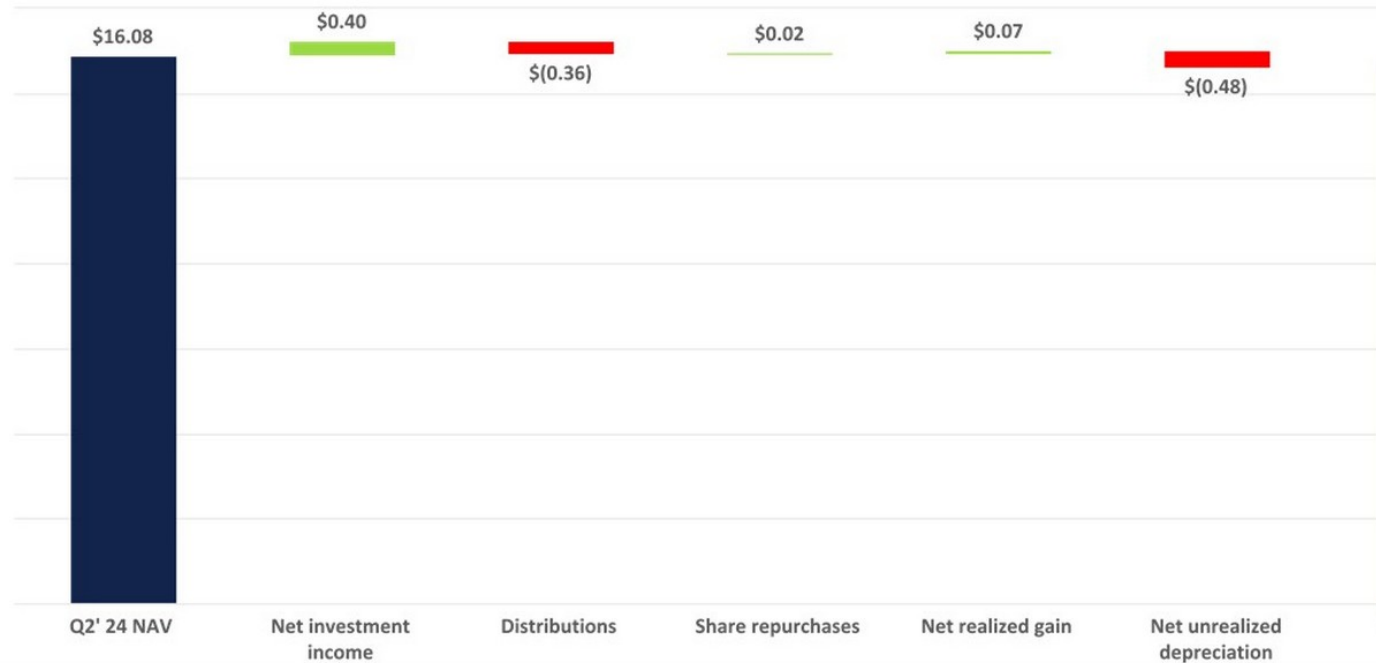 $16.08
$0.40
$(0.36)
$0.02
$0.07
$(0.48)
Q2' 24 NAV
Net investment
income
Distributions
Share repurchases
Net realized gain
Net unrealized
depreciation